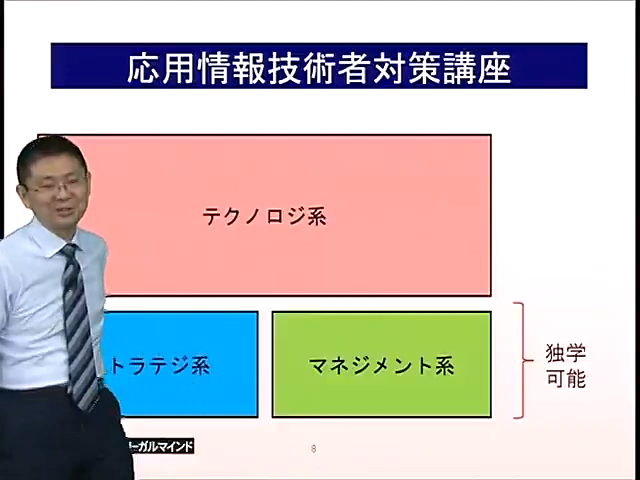 応用情報技術者対策講座
テクノロジ系
トラテジ系
マネジメント系
独学
可能
ーガルマインド
8